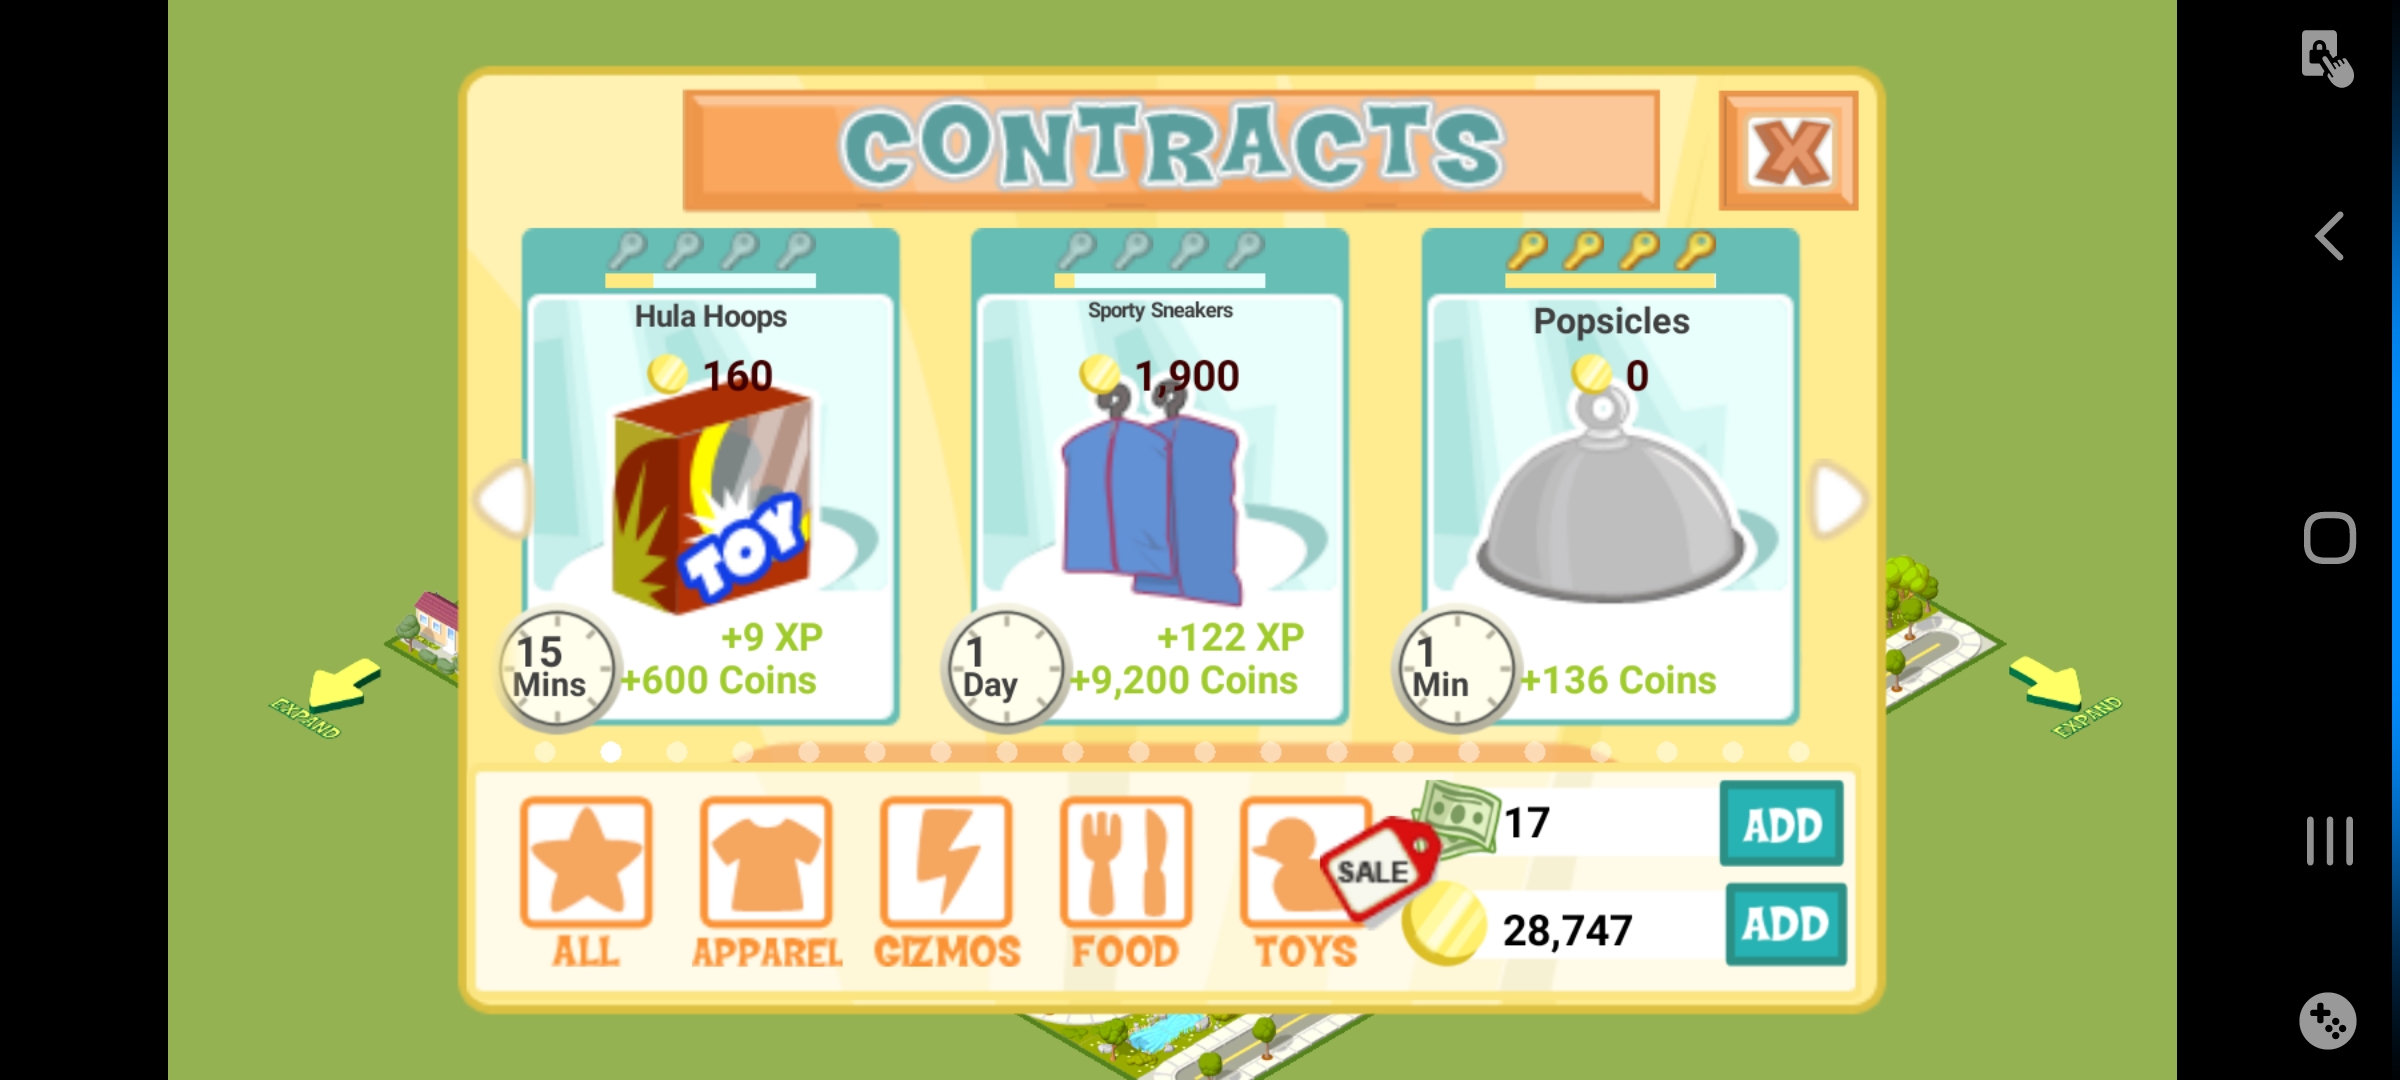 CONTRACTS
X
Hula Hoops
160
TOY
15
Mins
+9 XP
+600 Coins
Sporty Sneakers
1,900
1
Day
+122 XP
+9,200 Coins
Popsicles
0
1
Min
+136 Coins
EXPAND
EXPAND
ALL
APPAREL
GIZMOS
FOOD
TOYS
SALE
17
ADD
28,747
ADD